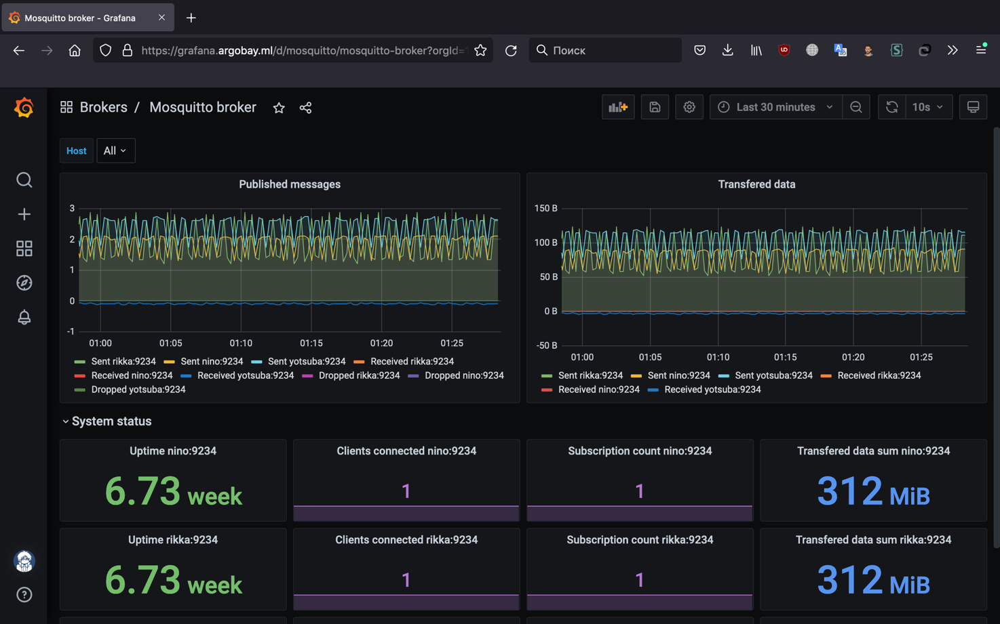 Mosquitto broker - Grafana
https://grafana.argobay.ml/d/mosquitto/mosquitto-broker?orgId=
Поиск
Brokers / Mosquitto broker
Last 30 minutes
10s
Host
All
Published messages
3
2
1
0
-1
01:00 01:05 01:10 01:15 01:20 01:25
Sent rikka:9234 Sent nino:9234 Sent yotsuba:9234 Received rikka:9234
Received nino:9234 Received yotsuba:9234 Dropped rikka:9234 Dropped nino:9234
Dropped yotsuba:9234
Transfered data
150 B
100 B
50 B
0 B
-50 B
01:00 01:05 01:10 01:15 01:20 01:25
Sent rikka:9234 Sent nino:9234 Sent yotsuba:9234 Received rikka:9234
Received nino:9234 Received yotsuba:9234
System status
Uptime nino:9234
6.73 week
Clients connected nino:9234
1
Subscription count nino:9234
1
Transfered data sum nino:9234
312 MiB
Uptime rikka:9234
6.73 week
Clients connected rikka:9234
1
Subscription count rikka:9234
1
Transfered data sum rikka:9234
312 MiB